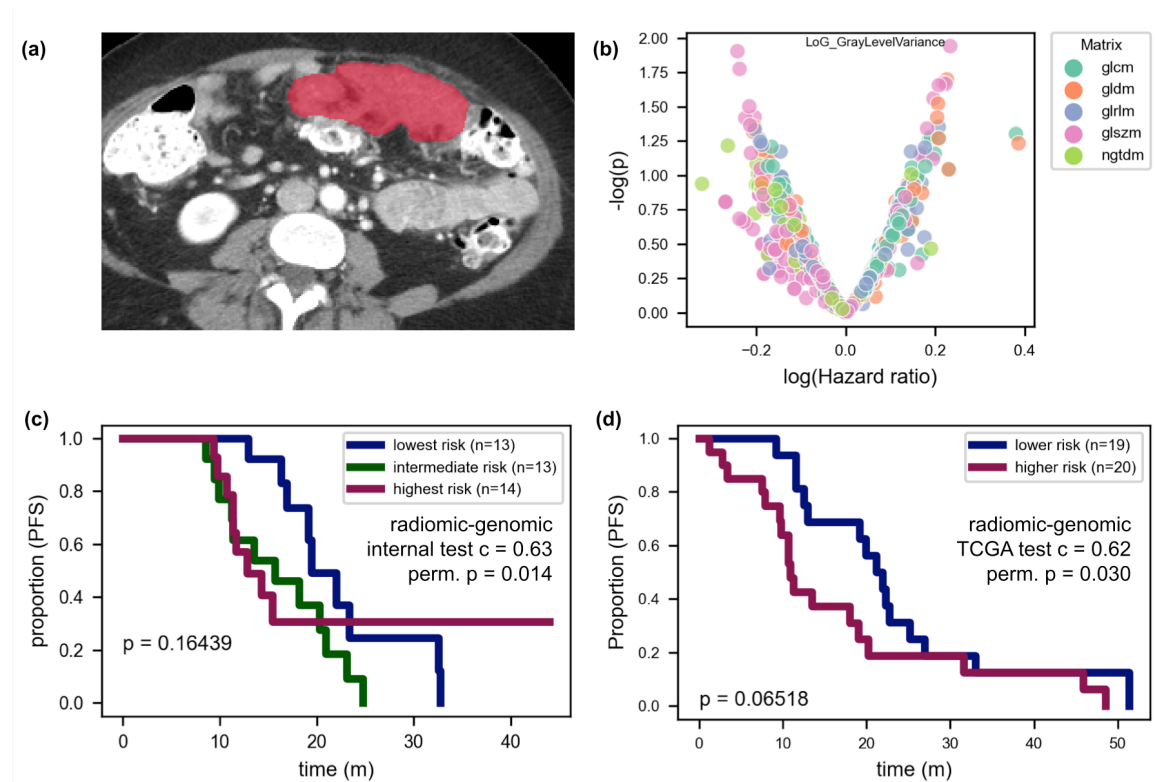 (a)
(b)
LoG_GrayLevelVariance
2.00
1.75
1.50
1.25
1.00
0.75
0.50
0.25
0.00
-log(p)
−0.2
0.0
0.2
0.4
log(Hazard ratio)
Matrix
glcm
gldm
glrlm
glszm
ngtdm
(c)
lowest risk (n=13)
intermediate risk (n=13)
highest risk (n=14)
radiomic-genomic
internal test c = 0.63
perm. p = 0.014
p = 0.16439
1.0
0.8
0.6
0.4
0.2
0.0
proportion (PFS)
0
10
20
30
40
time (m)
(d)
lower risk (n=19)
higher risk (n=20)
radiomic-genomic
TCGA test c = 0.62
perm. p = 0.030
p = 0.06518
1.0
0.8
0.6
0.4
0.2
0.0
Proportion (PFS)
0
10
20
30
40
50
time (m)